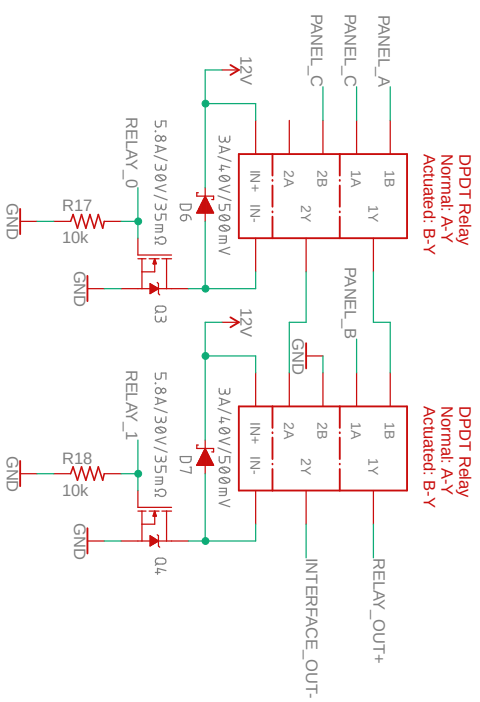 PANEL_A
PANEL_C
PANEL_C
12V
3A/40V/500mV
D6
5.8A/30V/35mΩ
RELAY_0
R17
10k
GND
GND
Q3
DPDT Relay
Normal: A-Y
Actuated: B-Y
1B
1A
1Y
2B
2A
2Y
IN+
IN-
PANEL_B
GND
12V
3A/40V/500mV
D7
5.8A/30V/35mΩ
RELAY_1
R18
10k
GND
GND
Q4
DPDT Relay
Normal: A-Y
Actuated: B-Y
1B
1A
1Y
2B
2A
2Y
IN+
IN-
RELAY_OUT+
INTERFACE_OUT-